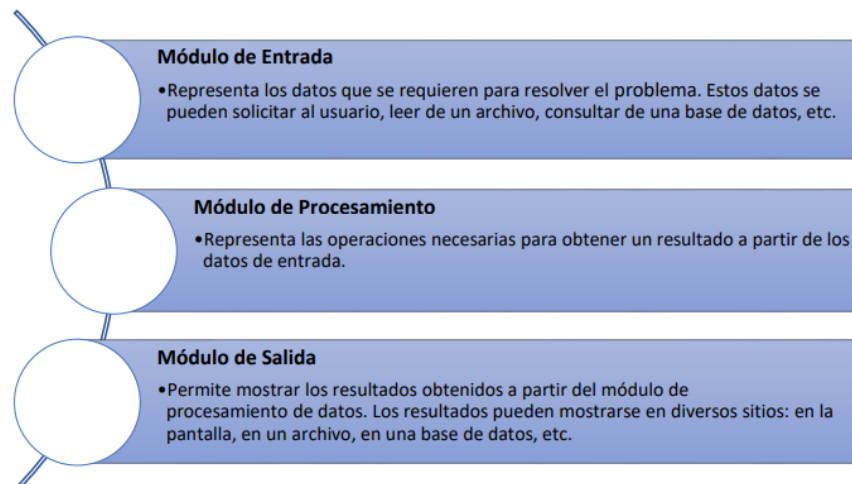 Módulo de Entrada
•Representa los datos que se requieren para resolver el problema. Estos datos se
pueden solicitar al usuario, leer de un archivo, consultar de una base de datos, etc.
Módulo de Procesamiento
•Representa las operaciones necesarias para obtener un resultado a partir de los
datos de entrada.
Módulo de Salida
•Permite mostrar los resultados obtenidos a partir del módulo de
procesamiento de datos. Los resultados pueden mostrarse en diversos sitios: en la
pantalla, en un archivo, en una base de datos, etc.